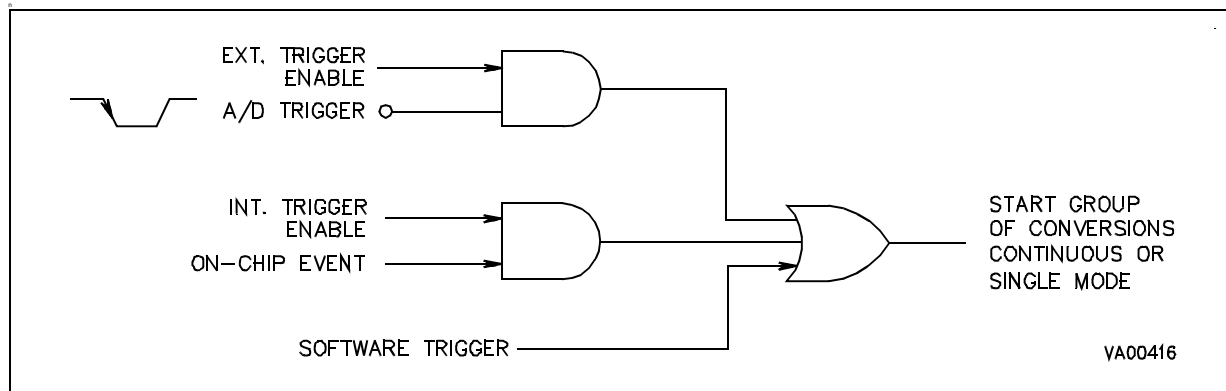 EXT. TRIGGER
ENABLE
A/D TRIGGER
INT. TRIGGER
ENABLE
ON-CHIP EVENT
SOFTWARE TRIGGER
START GROUP
OF CONVERSIONS
CONTINUOUS OR
SINGLE MODE
VA00416